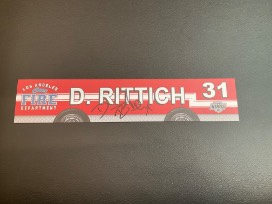 LOS ANGELES
FIRE
DEPARTMENT
D. RITTICH
31